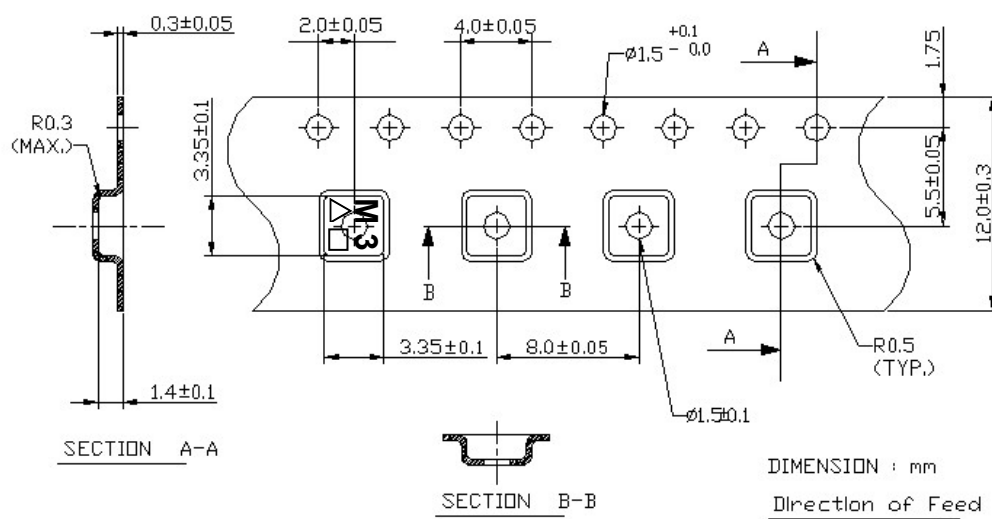 0.3±0.05
2.0±0.05
4.0±0.05
Ø1.5 +0.1 - 0.0
A
1.75
R0.3
(MAX.)
3.35±0.1
M 3
5.5±0.05
12.0±0.3
B
B
3.35±0.1
8.0±0.05
A
R0.5
(TYP.)
1.4±0.1
Ø1.5±0.1
SECTION A-A
SECTION B-B
DIMENSION : mm
Direction of Feed